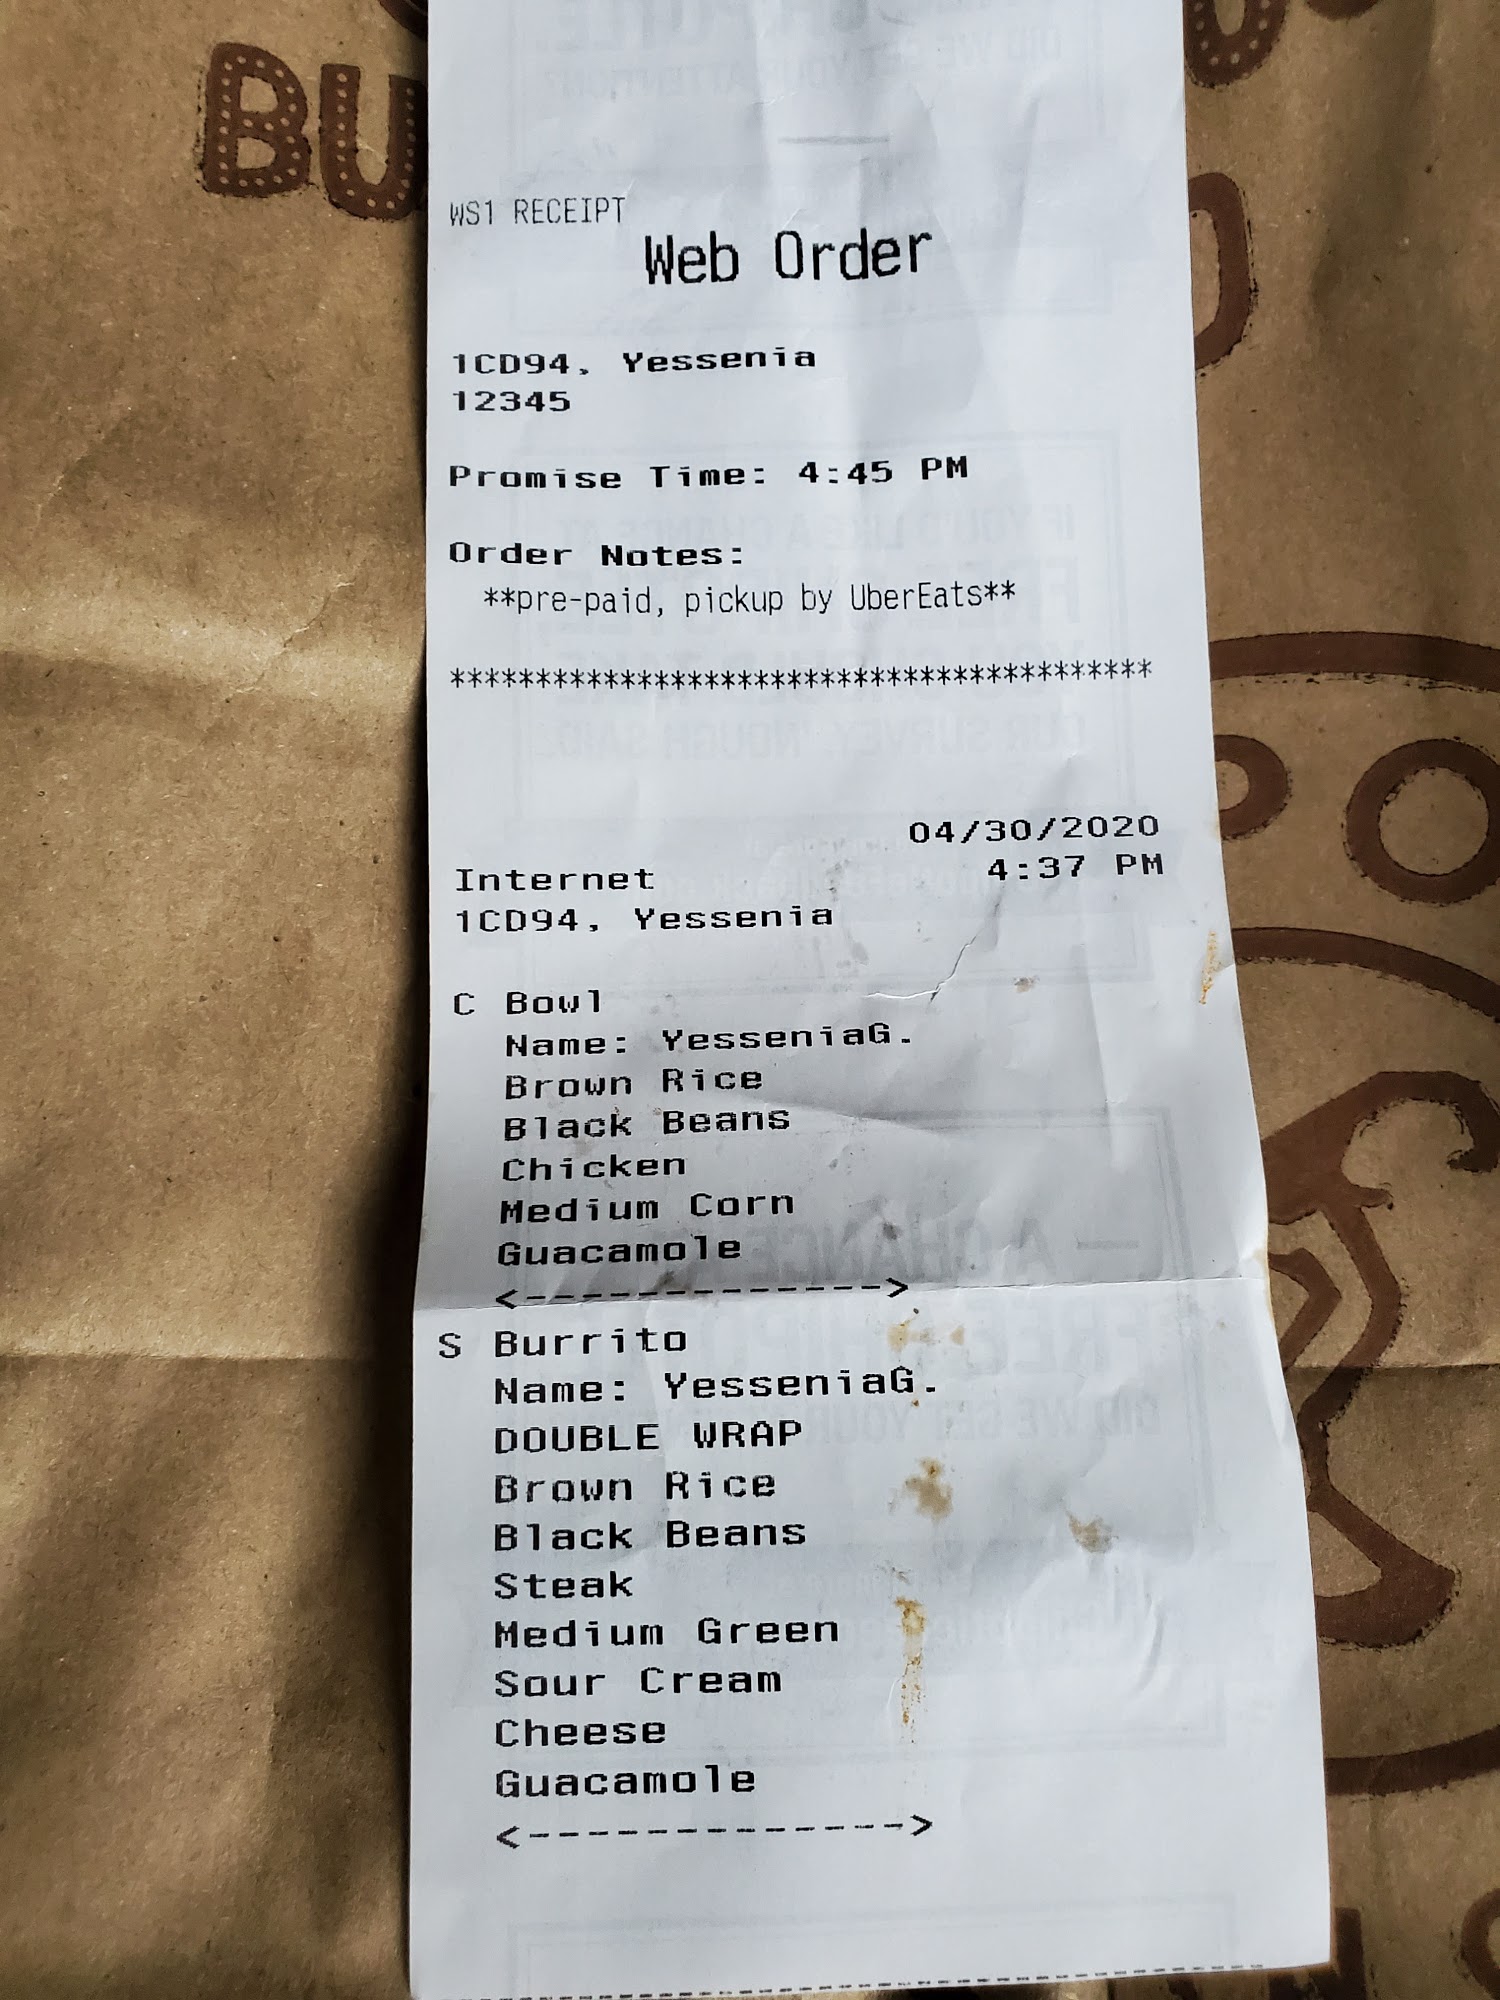 BU
WS1 RECEIPT
Web Order
1CD94, Yessenia
12345
Promise Time: 4:45 PM
Order Notes:
**pre-paid, pickup by UberEats**
******************************************
04/30/2020
Internet 4:37 PM
1CD94, Yessenia
C Bowl
Name: YesseniaG.
Brown Rice
Black Beans
Chicken
Medium Corn
Guacamole
<------------->
S Burrito
Name: YesseniaG.
DOUBLE WRAP
Brown Rice
Black Beans
Steak
Medium Green
Sour Cream
Cheese
Guacamole
<------------->